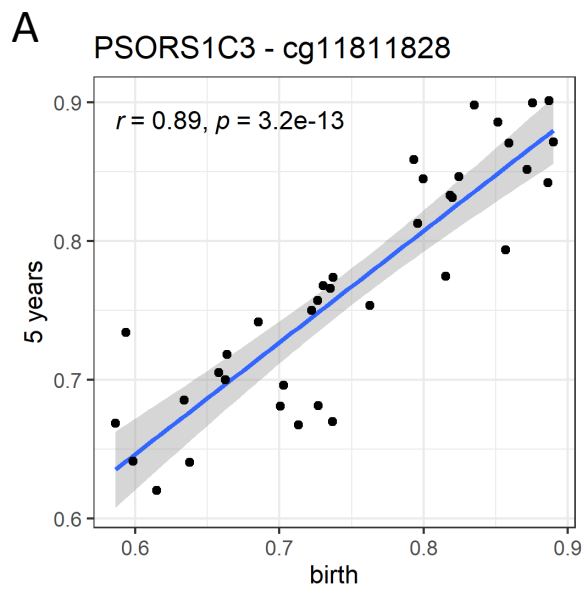 A
PSORS1C3 - cg11811828
r = 0.89, p = 3.2e-13
0.9
0.8
0.7
0.6
5 years
0.6 0.7 0.8 0.9
birth